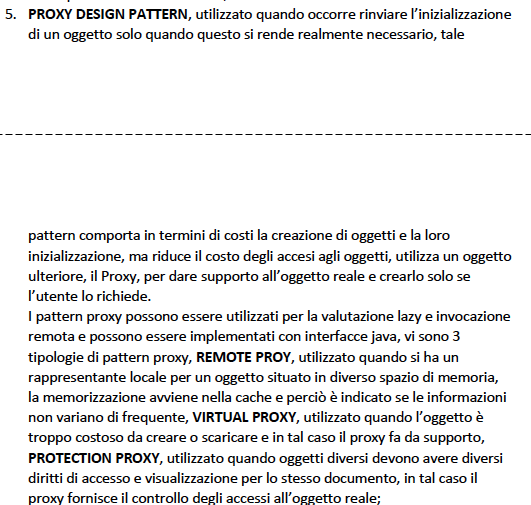 5. PROXY DESIGN PATTERN, utilizzato quando occorre rinviare l'inizializzazione
di un oggetto solo quando questo si rende realmente necessario, tale
pattern comporta in termini di costi la creazione di oggetti e la loro
inizializzazione, ma riduce il costo degli accesi agli oggetti, utilizza un oggetto
ulteriore, il Proxy, per dare supporto all'oggetto reale e crearlo solo se
l'utente lo richiede.
I pattern proxy possono essere utilizzati per la valutazione lazy e invocazione
remota e possono essere implementati con interfacce java, vi sono 3
tipologie di pattern proxy, REMOTE PROY, utilizzato quando si ha un
rappresentante locale per un oggetto situato in diverso spazio di memoria,
la memorizzazione avviene nella cache e perciò è indicato se le informazioni
non variano di frequente, VIRTUAL PROXY, utilizzato quando l'oggetto è
troppo costoso da creare o scaricare e in tal caso il proxy fa da supporto,
PROTECTION PROXY, utilizzato quando oggetti diversi devono avere diversi
diritti di accesso e visualizzazione per lo stesso documento, in tal caso il
proxy fornisce il controllo degli accessi all'oggetto reale;